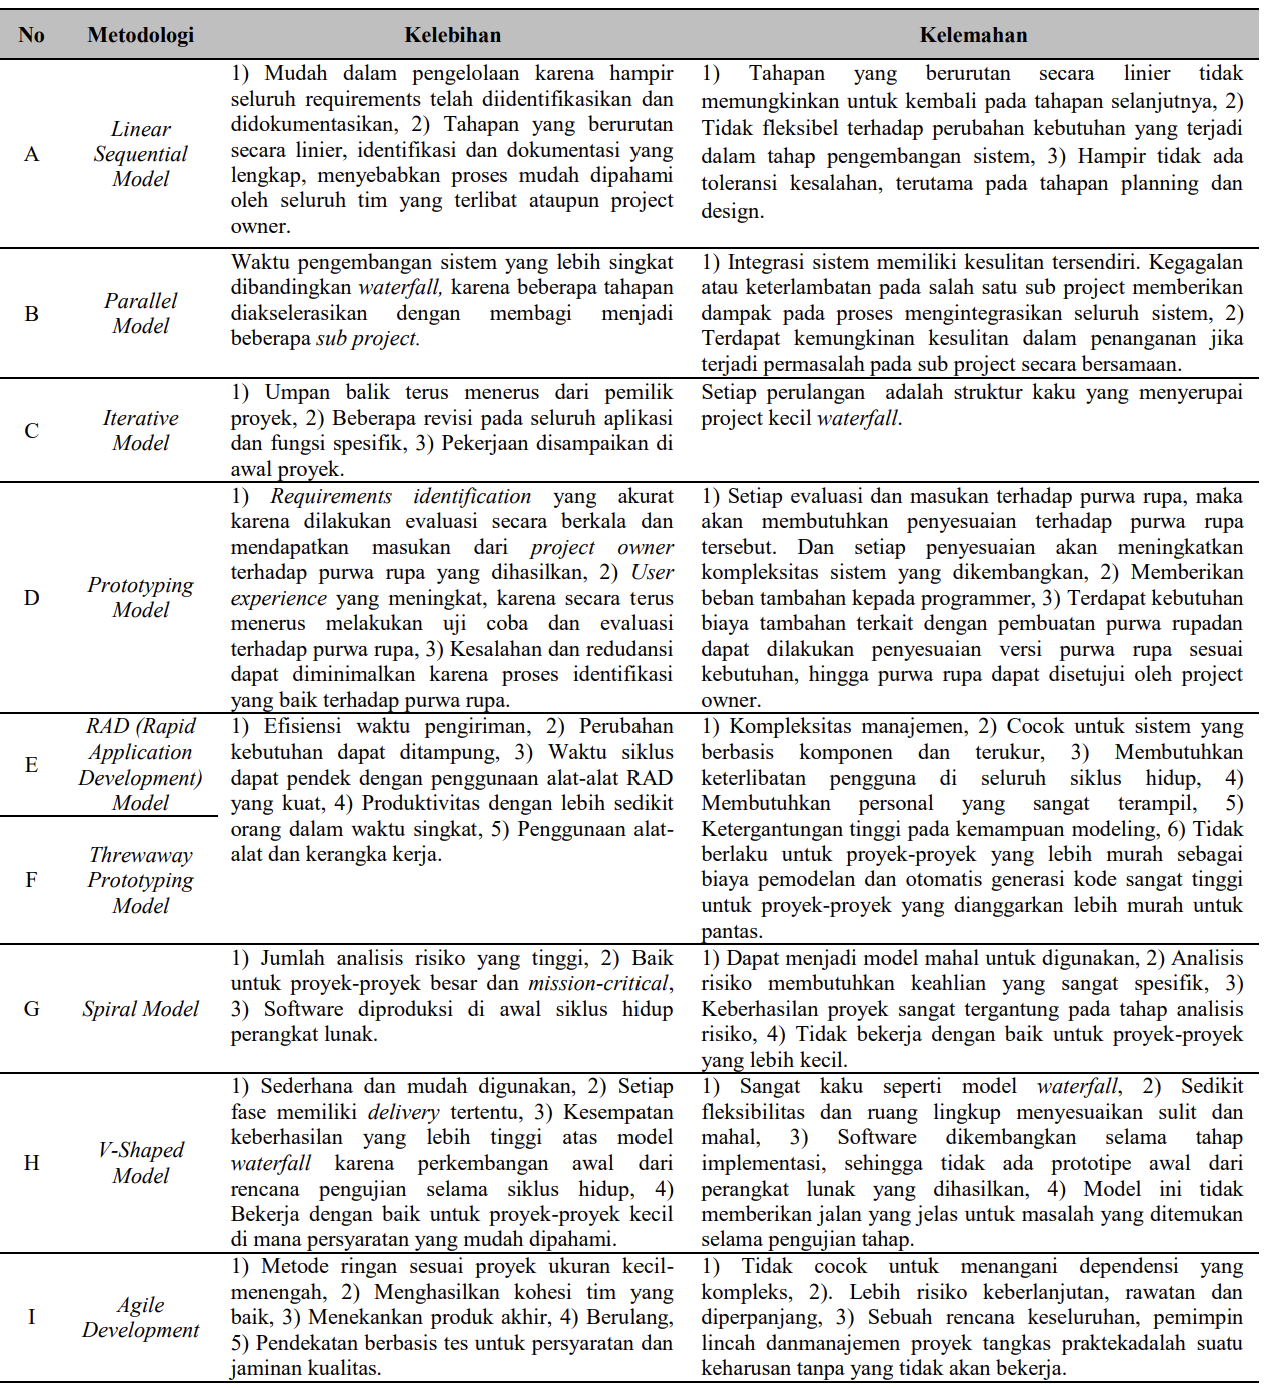 No Metodologi Kelebihan Kelemahan
A
Linear
Sequential
Model
1) Mudah dalam pengelolaan karena hampir
seluruh requirements telah diidentifikasikan dan
didokumentasikan, 2) Tahapan yang berurutan
secara linier, identifikasi dan dokumentasi yang
lengkap, menyebabkan proses mudah dipahami
oleh seluruh tim yang terlibat ataupun project
owner.
1) Tahapan yang berurutan secara linier tidak
memungkinkan untuk kembali pada tahapan selanjutnya, 2)
Tidak fleksibel terhadap perubahan kebutuhan yang terjadi
dalam tahap pengembangan sistem, 3) Hampir tidak ada
toleransi kesalahan, terutama pada tahapan planning dan
design.
B
Parallel
Model
Waktu pengembangan sistem yang lebih singkat
dibandingkan waterfall, karena beberapa tahapan
diakselerasikan dengan membagi menjadi
beberapa sub project.
1) Integrasi sistem memiliki kesulitan tersendiri. Kegagalan
atau keterlambatan pada salah satu sub project memberikan
dampak pada proses mengintegrasikan seluruh sistem, 2)
Terdapat kemungkinan kesulitan dalam penanganan jika
terjadi permasalah pada sub project secara bersamaan.
C
Iterative
Model
1) Umpan balik terus menerus dari pemilik
proyek, 2) Beberapa revisi pada seluruh aplikasi
dan fungsi spesifik, 3) Pekerjaan disampaikan di
awal proyek.
Setiap perulangan adalah struktur kaku yang menyerupai
project kecil waterfall.
D
Prototyping
Model
1) Requirements identification yang akurat
karena dilakukan evaluasi secara berkala dan
mendapatkan masukan dari project owner
terhadap purwa rupa yang dihasilkan, 2) User
experience yang meningkat, karena secara terus
menerus melakukan uji coba dan evaluasi
terhadap purwa rupa, 3) Kesalahan dan redudansi
dapat diminimalkan karena proses identifikasi
yang baik terhadap purwa rupa.
1) Setiap evaluasi dan masukan terhadap purwa rupa, maka
akan membutuhkan penyesuaian terhadap purwa rupa
tersebut. Dan setiap penyesuaian akan meningkatkan
kompleksitas sistem yang dikembangkan, 2) Memberikan
beban tambahan kepada programmer, 3) Terdapat kebutuhan
biaya tambahan terkait dengan pembuatan purwa rupadan
dapat dilakukan penyesuaian versi purwa rupa sesuai
kebutuhan, hingga purwa rupa dapat disetujui oleh project
owner.
E
RAD (Rapid
Application
Development)
Model
1) Efisiensi waktu pengiriman, 2) Perubahan
kebutuhan dapat ditampung, 3) Waktu siklus
dapat pendek dengan penggunaan alat-alat RAD
yang kuat, 4) Produktivitas dengan lebih sedikit
orang dalam waktu singkat, 5) Penggunaan alat-
alat dan kerangka kerja.
1) Kompleksitas manajemen, 2) Cocok untuk sistem yang
berbasis komponen dan terukur, 3) Membutuhkan
keterlibatan pengguna di seluruh siklus hidup, 4)
Membutuhkan personal yang sangat terampil, 5)
Ketergantungan tinggi pada kemampuan modeling, 6) Tidak
berlaku untuk proyek-proyek yang lebih murah sebagai
biaya pemodelan dan otomatis generasi kode sangat tinggi
untuk proyek-proyek yang dianggarkan lebih murah untuk
pantas.
F
Threwaway
Prototyping
Model
G
Spiral Model
1) Jumlah analisis risiko yang tinggi, 2) Baik
untuk proyek-proyek besar dan mission-critical,
3) Software diproduksi di awal siklus hidup
perangkat lunak.
1) Dapat menjadi model mahal untuk digunakan, 2) Analisis
risiko membutuhkan keahlian yang sangat spesifik, 3)
Keberhasilan proyek sangat tergantung pada tahap analisis
risiko, 4) Tidak bekerja dengan baik untuk proyek-proyek
yang lebih kecil.
H
V-Shaped
Model
1) Sederhana dan mudah digunakan, 2) Setiap
fase memiliki delivery tertentu, 3) Kesempatan
keberhasilan yang lebih tinggi atas model
waterfall karena perkembangan awal dari
rencana pengujian selama siklus hidup, 4)
Bekerja dengan baik untuk proyek-proyek kecil
di mana persyaratan yang mudah dipahami.
1) Sangat kaku seperti model waterfall, 2) Sedikit
fleksibilitas dan ruang lingkup menyesuaikan sulit dan
mahal, 3) Software dikembangkan selama tahap
implementasi, sehingga tidak ada prototipe awal dari
perangkat lunak yang dihasilkan, 4) Model ini tidak
memberikan jalan yang jelas untuk masalah yang ditemukan
selama pengujian tahap.
I
Agile
Development
1) Metode ringan sesuai proyek ukuran kecil-
menengah, 2) Menghasilkan kohesi tim yang
baik, 3) Menekankan produk akhir, 4) Berulang,
5) Pendekatan berbasis tes untuk persyaratan dan
jaminan kualitas.
1) Tidak cocok untuk menangani dependensi yang
kompleks, 2). Lebih risiko keberlanjutan, rawatan dan
diperpanjang, 3) Sebuah rencana keseluruhan, pemimpin
lincah danmanajemen proyek tangkas praktekadalah suatu
keharusan tanpa yang tidak akan bekerja.